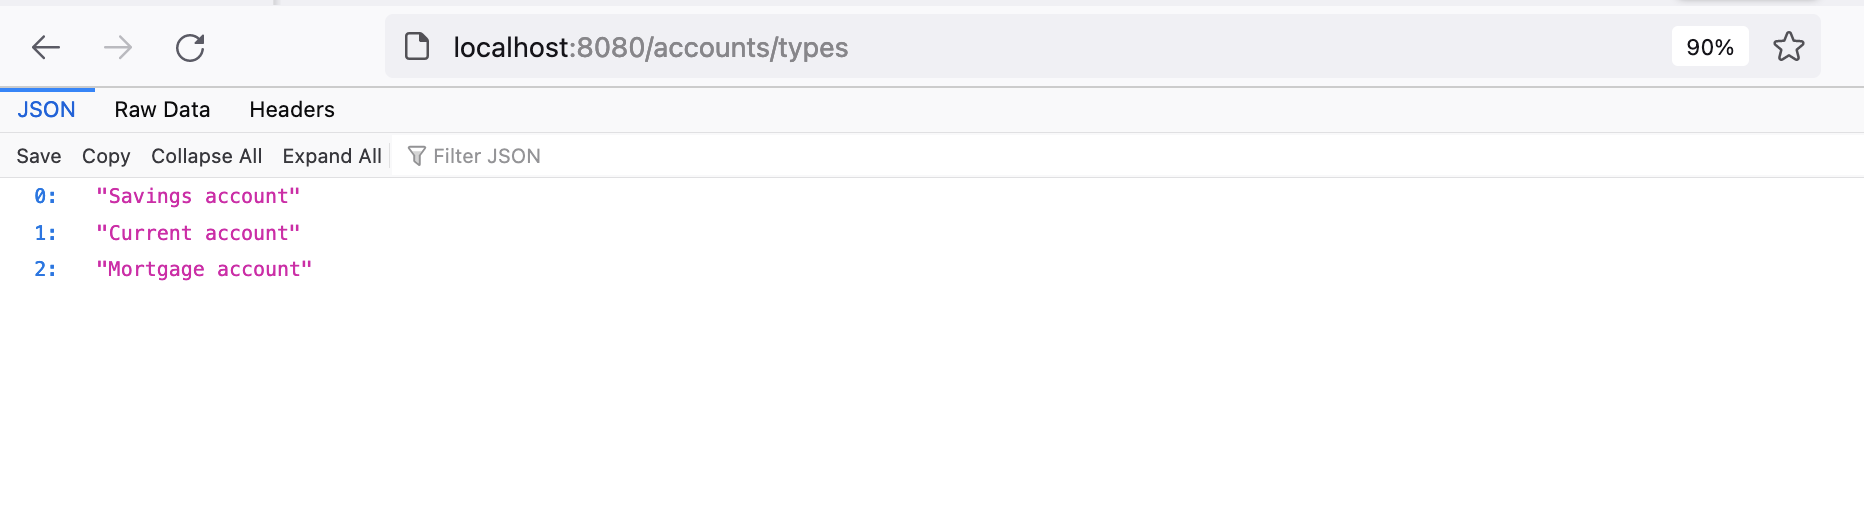 localhost:8080/accounts/types 90%
JSON Raw Data Headers
Save Copy Collapse All Expand All Filter JSON
0: "Savings account"
1: "Current account"
2: "Mortgage account"